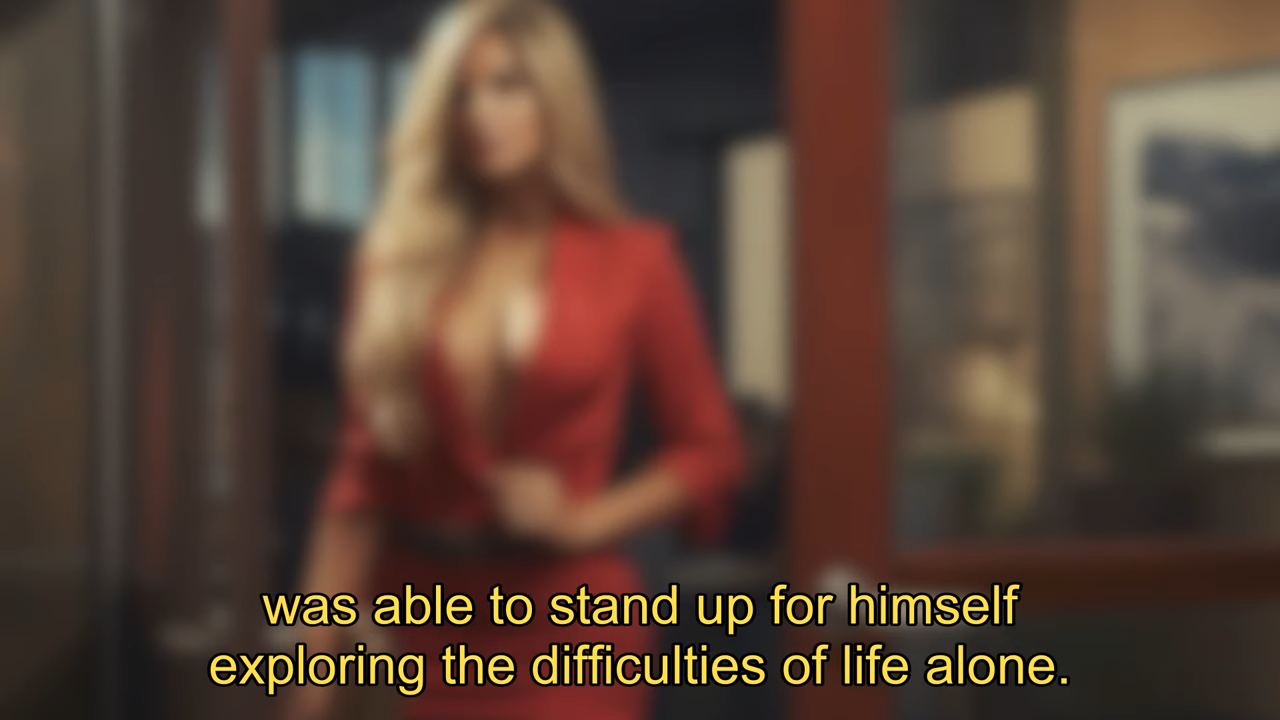 was able to stand up for himself
exploring the difficulties of life alone.